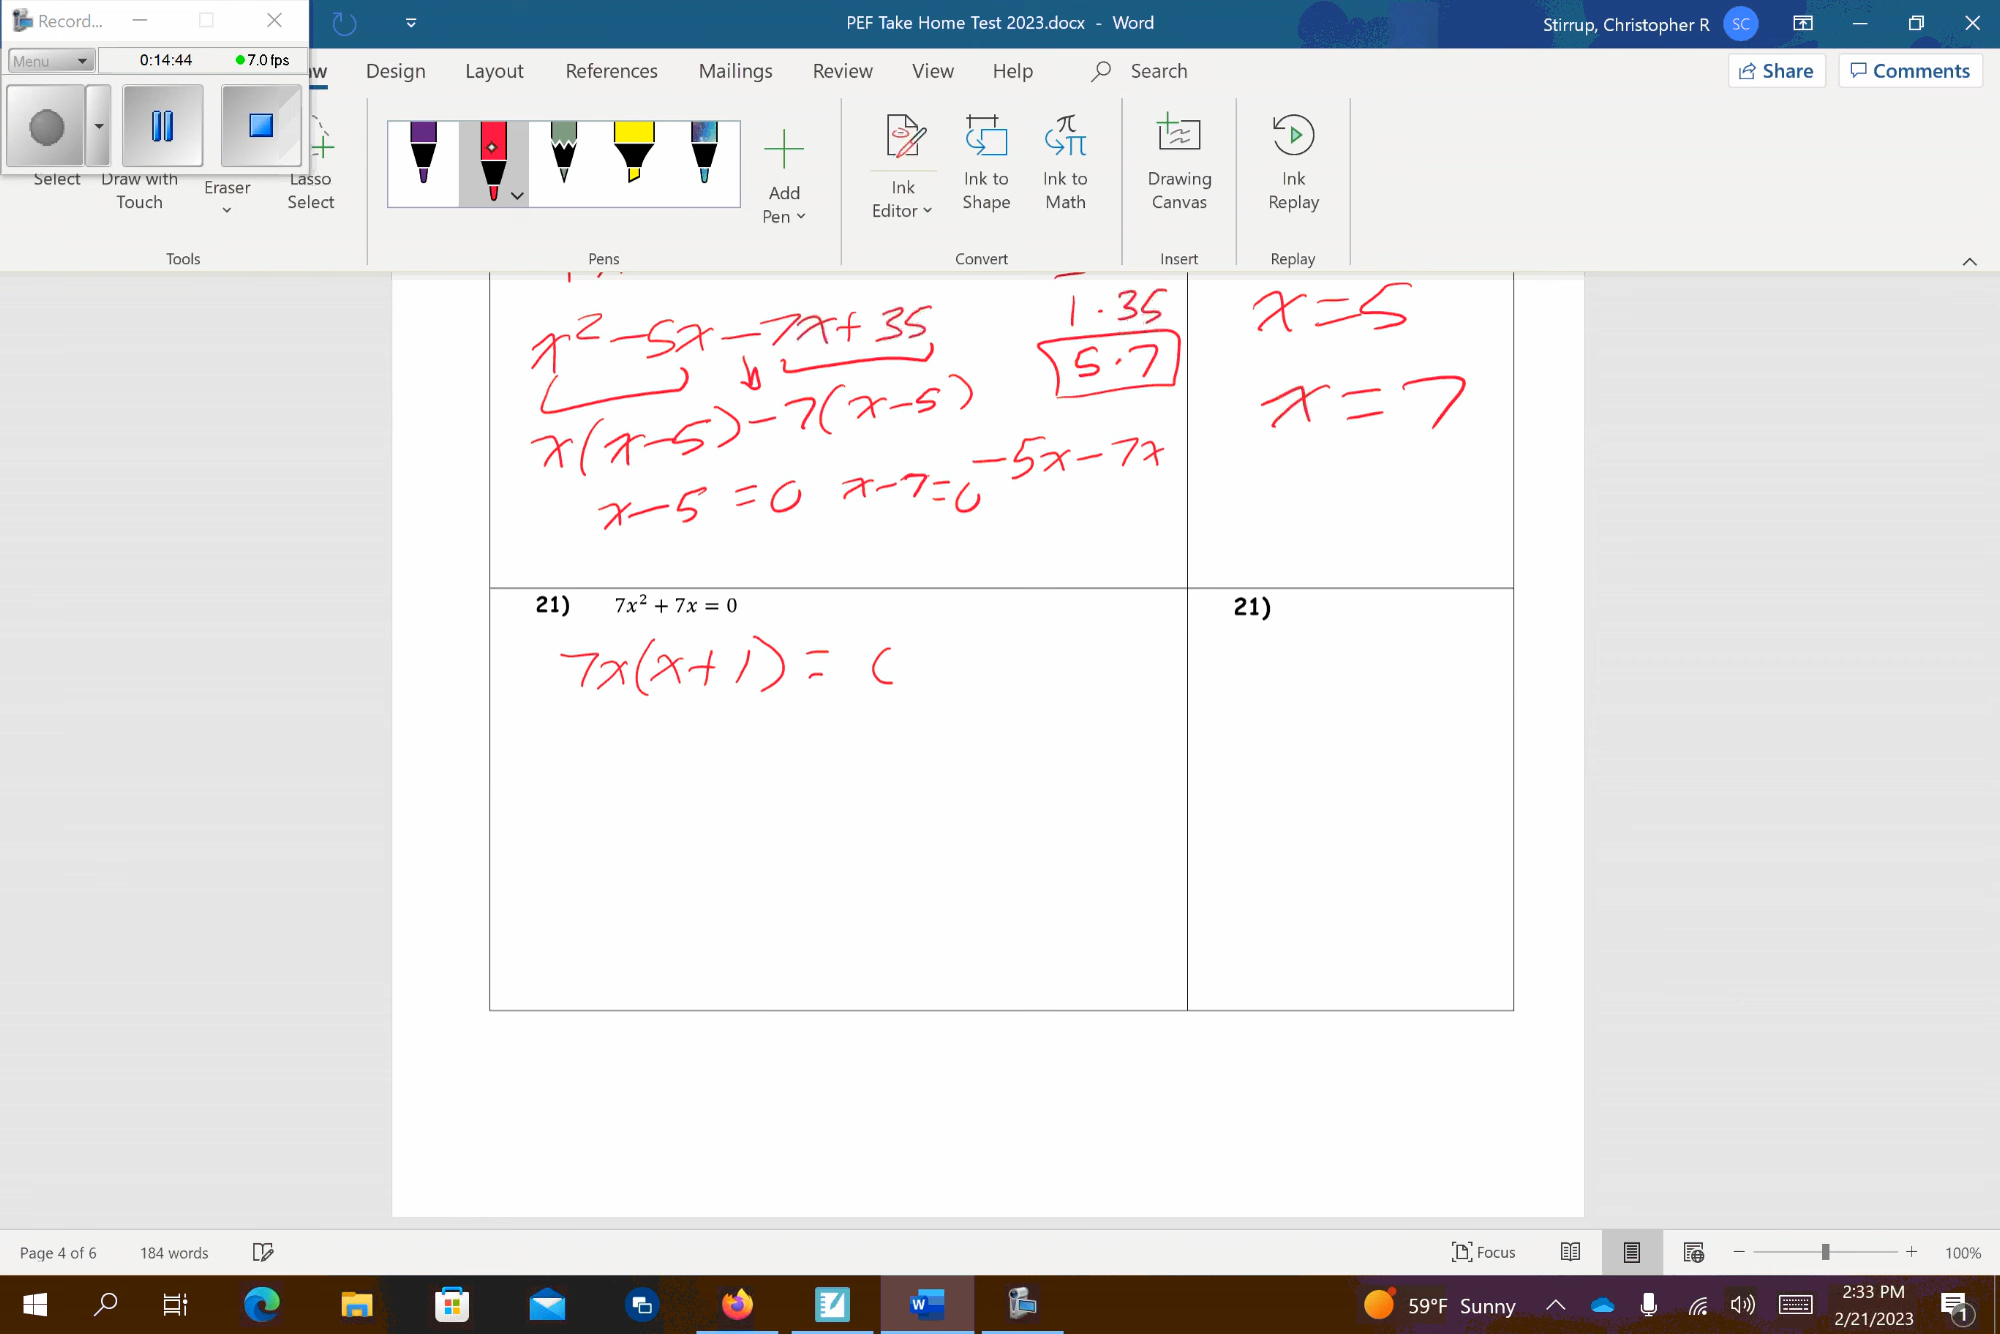 Record...
PEF Take Home Test 2023.docx - Word
Stirrup, Christopher R SC
Menu 0:14:44 7.0 fps
Design Layout References Mailings Review View Help Search Share Comments
Select Draw with Touch Eraser Lasso Select
Add Pen
Ink Editor Ink to Shape Ink to Math
Drawing Canvas
Ink Replay
Tools Pens Convert Insert Replay
x² - 5x - 7x + 35
1 · 35
5 · 7
x = 5
x(x-5) - 7(x-5)
x = 7
-5x - 7x
x - 5 = 0 x - 7 = 0
21) 7x² + 7x = 0
21)
7x(x+1) =
Page 4 of 6 184 words
Focus 100%
59°F Sunny
2:33 PM
2/21/2023
1